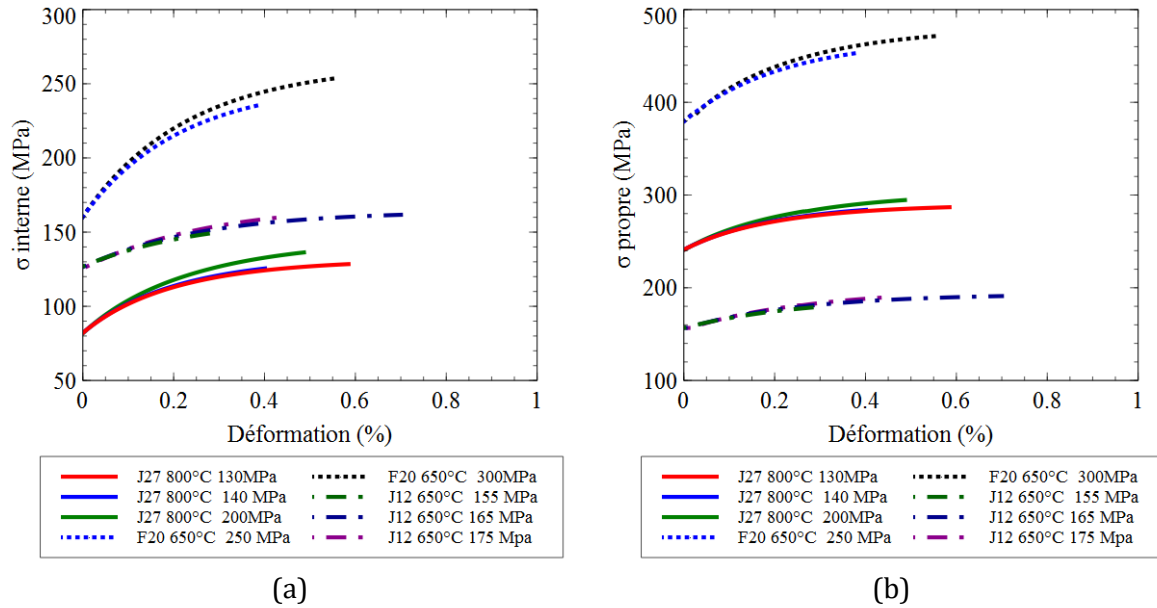 300
250
200
150
100
50
σ interne (MPa)
0
0.2
0.4
0.6
0.8
1
Déformation (%)
J27 800°C 130MPa
J27 800°C 140 MPa
J27 800°C 200MPa
F20 650°C 250 MPa
F20 650°C 300MPa
J12 650°C 155 MPa
J12 650°C 165 MPa
J12 650°C 175 Mpa
(a)
500
400
300
200
100
σ propre (MPa)
0
0.2
0.4
0.6
0.8
1
Déformation (%)
J27 800°C 130MPa
J27 800°C 140 MPa
J27 800°C 200MPa
F20 650°C 250 MPa
F20 650°C 300MPa
J12 650°C 155 MPa
J12 650°C 165 MPa
J12 650°C 175 Mpa
(b)